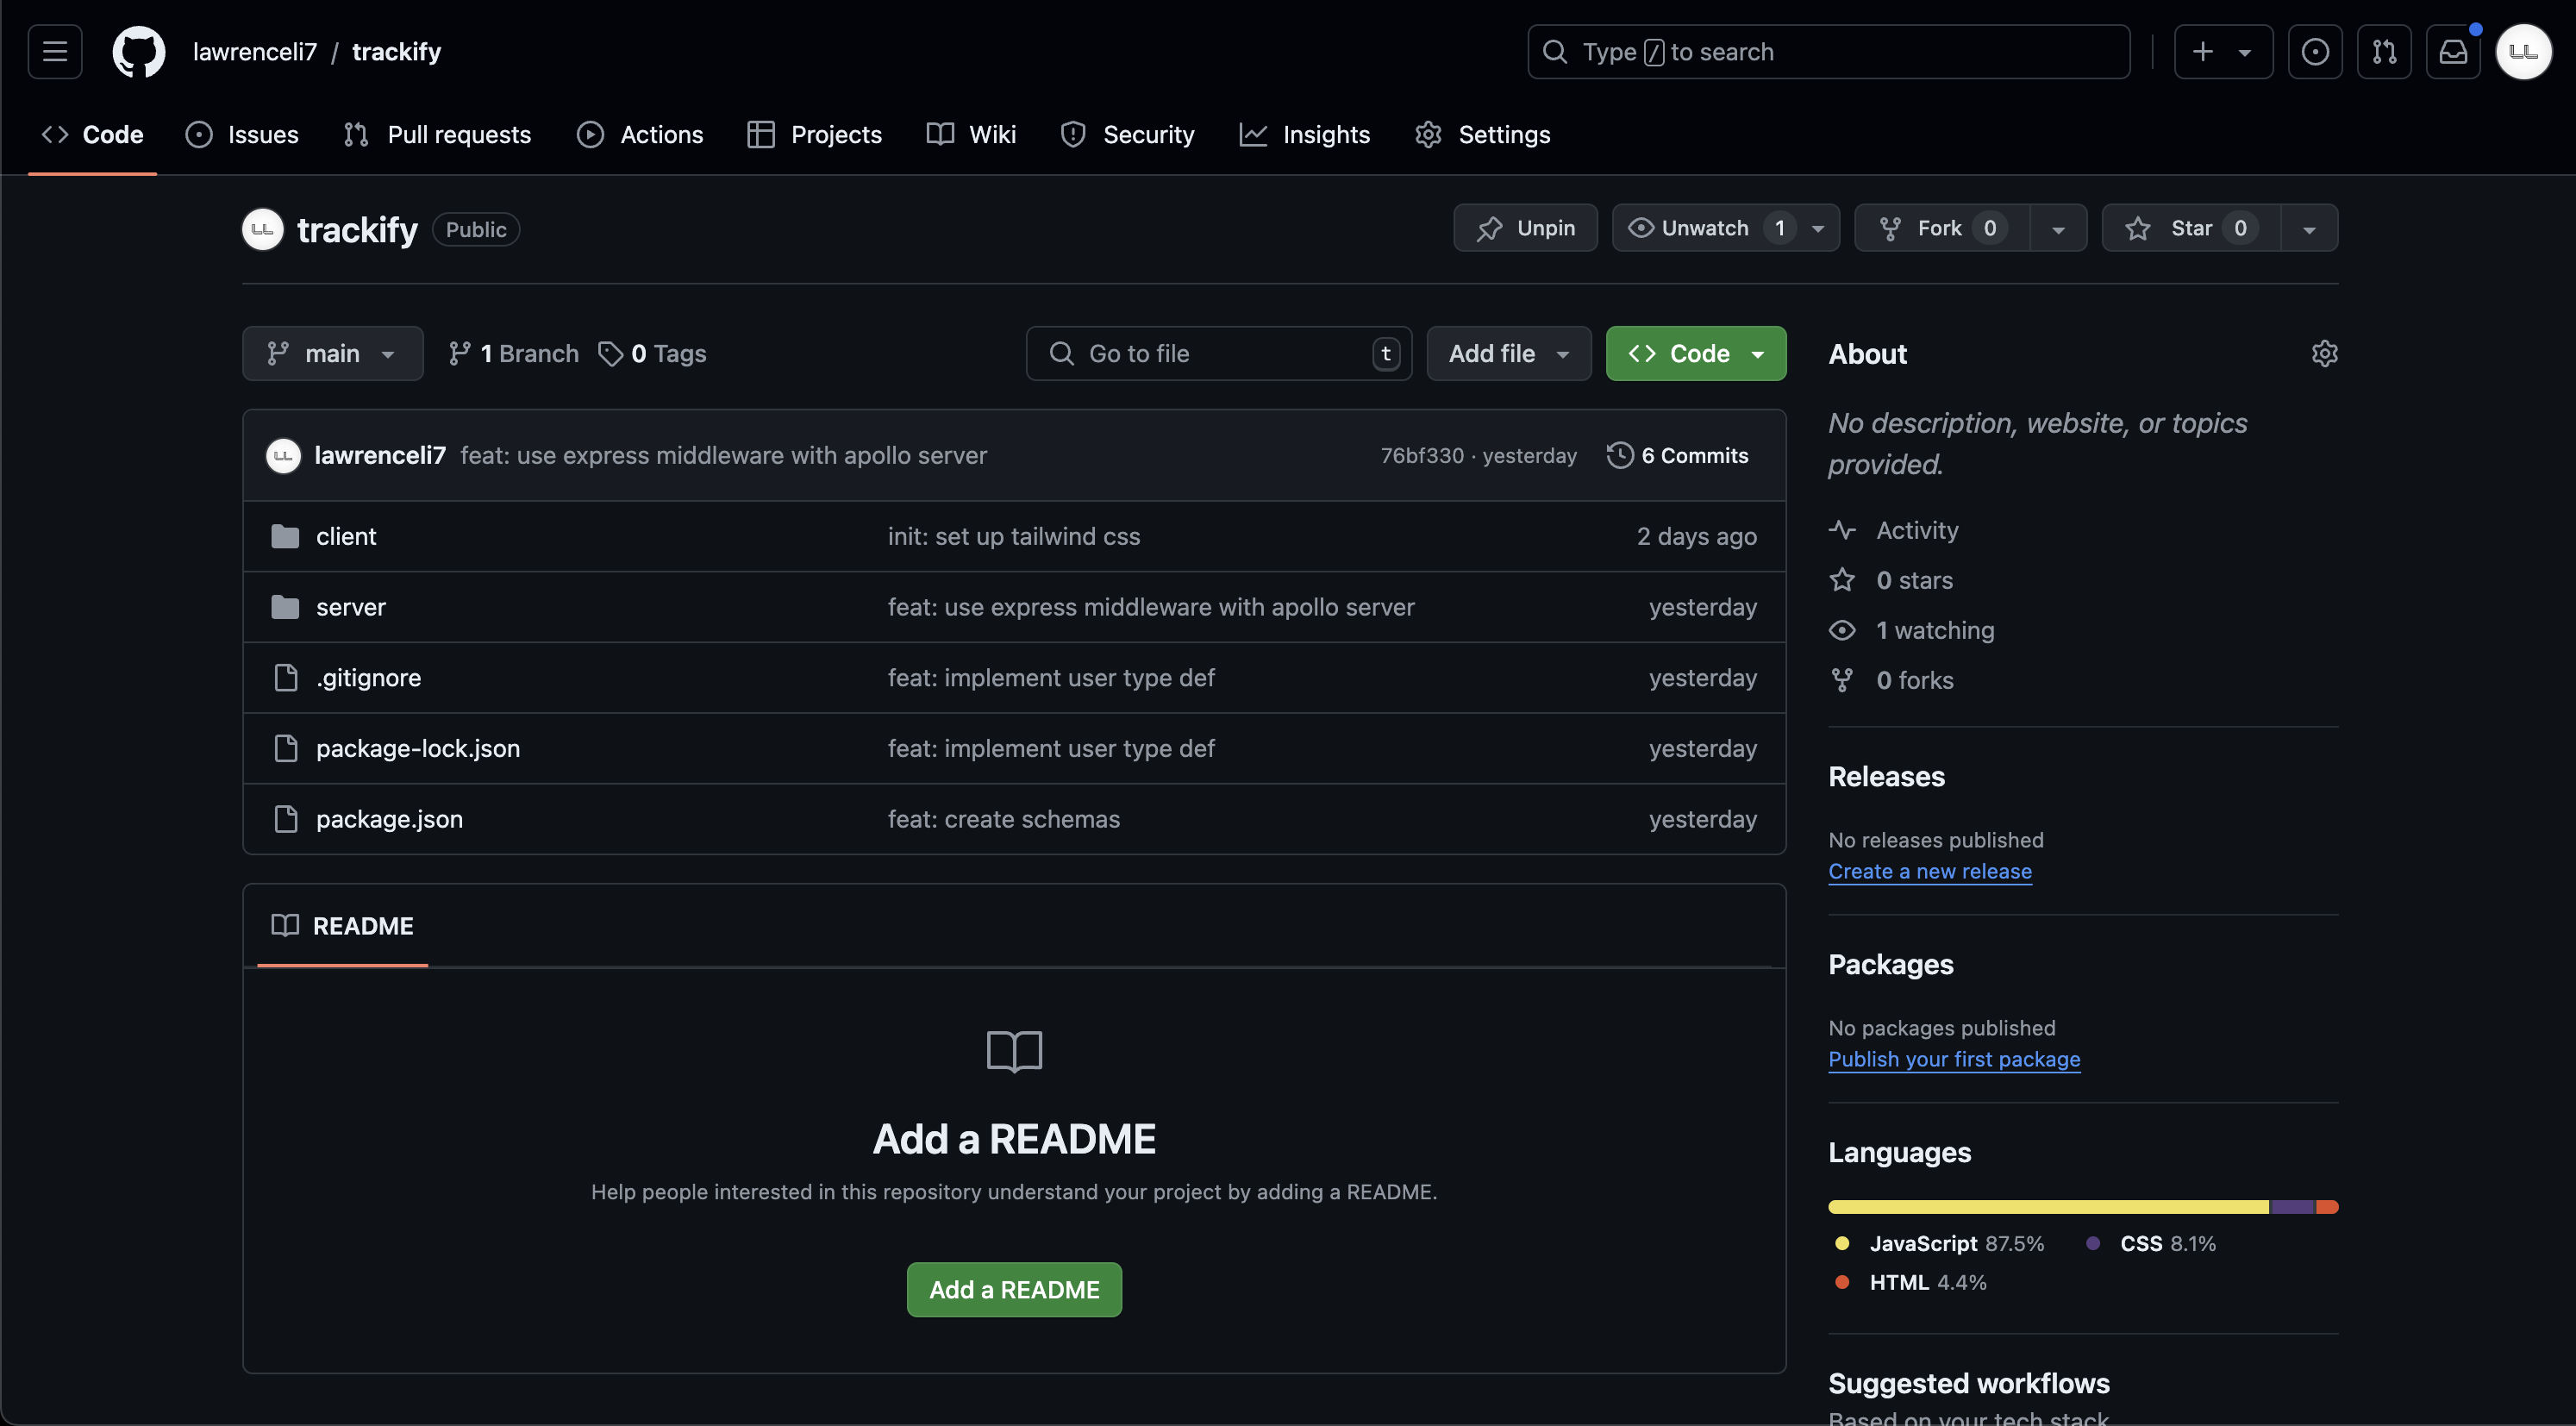 lawrenceli7 / trackify
Type / to search
Code Issues Pull requests Actions Projects Wiki Security Insights Settings
LL trackify Public
Unpin Unwatch 1 Fork 0 Star 0
main 1 Branch 0 Tags
Go to file t Add file Code
lawrenceli7 feat: use express middleware with apollo server 76bf330 · yesterday 6 Commits
client init: set up tailwind css 2 days ago
server feat: use express middleware with apollo server yesterday
.gitignore feat: implement user type def yesterday
package-lock.json feat: implement user type def yesterday
package.json feat: create schemas yesterday
README
Add a README
Help people interested in this repository understand your project by adding a README.
Add a README
About
No description, website, or topics
provided.
Activity
0 stars
1 watching
0 forks
Releases
No releases published
Create a new release
Packages
No packages published
Publish your first package
Languages
JavaScript 87.5% CSS 8.1%
HTML 4.4%
Suggested workflows
Based on your tech stack